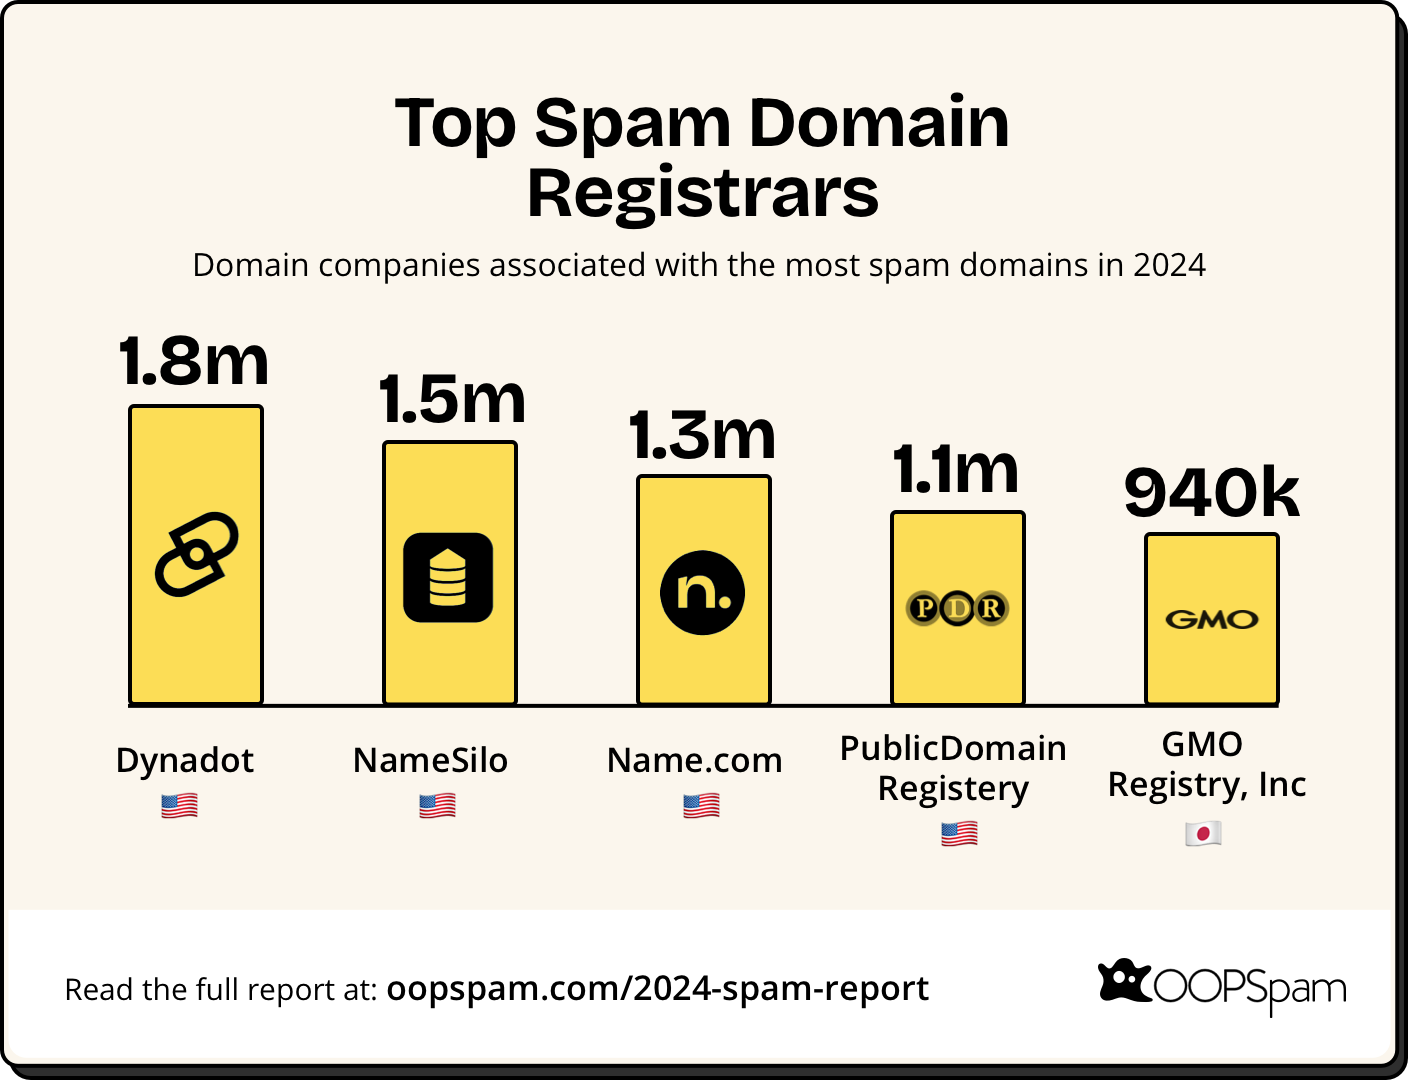 Top Spam Domain
Registrars
Domain companies associated with the most spam domains in 2024
1.8m
1.5m
1.3m
1.1m
940k
n.
PDR
GMO
Dynadot
NameSilo
Name.com
PublicDomain
Registery
GMO
Registry, Inc
Read the full report at: oopspam.com/2024-spam-report
OOPSpam